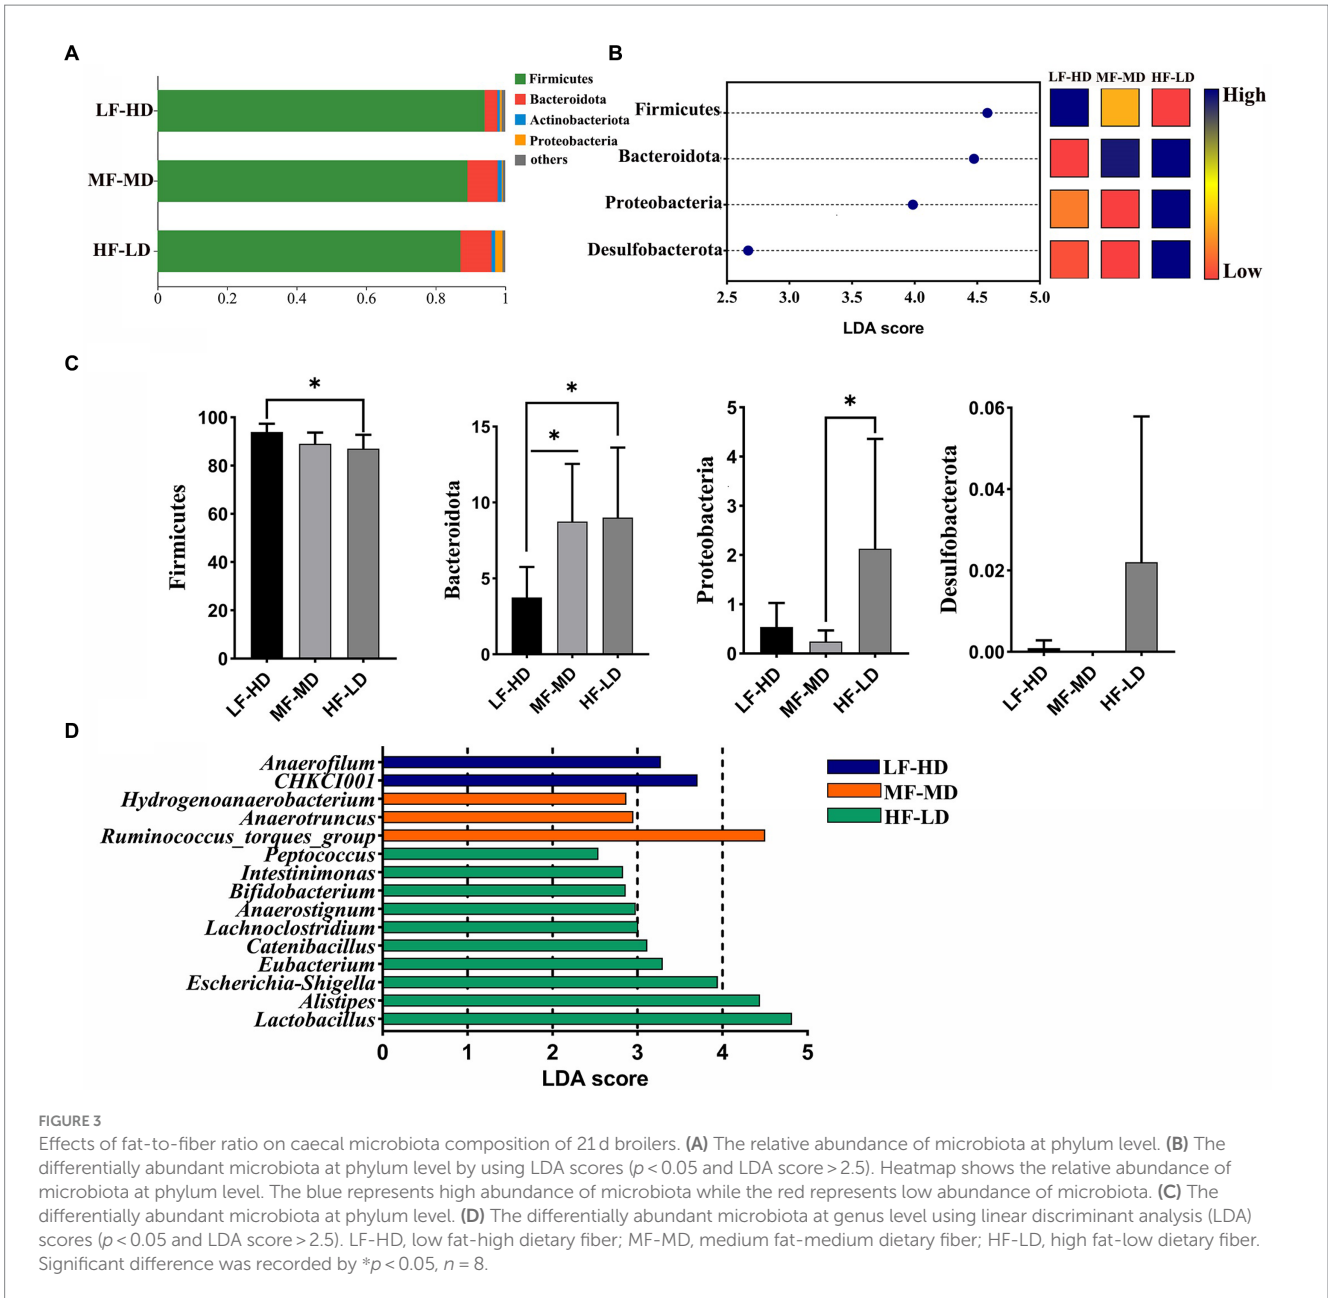 A
LF-HD
MF-MD
HF-LD
0 0.2 0.4 0.6 0.8 1
Firmicutes
Bacteroidota
Actinobacteriota
Proteobacteria
others
B
Firmicutes
Bacteroidota
Proteobacteria
Desulfobacterota
2.5 3.0 3.5 4.0 4.5 5.0
LDA score
LF-HD MF-MD HF-LD
High
Low
C
Firmicutes
100
80
60
40
20
0
*
LF-HD MF-MD HF-LD
Bacteroidota
15
10
5
0
*
*
LF-HD MF-MD HF-LD
Proteobacteria
5
4
3
2
1
0
*
LF-HD MF-MD HF-LD
Desulfobacterota
0.06
0.04
0.02
0.00
LF-HD MF-MD HF-LD
D
Anaerofilum
CHKCI001
Hydrogenoanaerobacterium
Anaerotruncus
Ruminococcus_torques_group
Peptococcus
Intestinimonas
Bifidobacterium
Anaerostignum
Lachnoclostridium
Catenibacillus
Eubacterium
Escherichia-Shigella
Alistipes
Lactobacillus
0 1 2 3 4 5
LDA score
LF-HD
MF-MD
HF-LD
FIGURE 3
Effects of fat-to-fiber ratio on caecal microbiota composition of 21 d broilers. (A) The relative abundance of microbiota at phylum level. (B) The
differentially abundant microbiota at phylum level by using LDA scores (p < 0.05 and LDA score > 2.5). Heatmap shows the relative abundance of
microbiota at phylum level. The blue represents high abundance of microbiota while the red represents low abundance of microbiota. (C) The
differentially abundant microbiota at phylum level. (D) The differentially abundant microbiota at genus level using linear discriminant analysis (LDA)
scores (p < 0.05 and LDA score > 2.5). LF-HD, low fat-high dietary fiber; MF-MD, medium fat-medium dietary fiber; HF-LD, high fat-low dietary fiber.
Significant difference was recorded by *p < 0.05, n = 8.